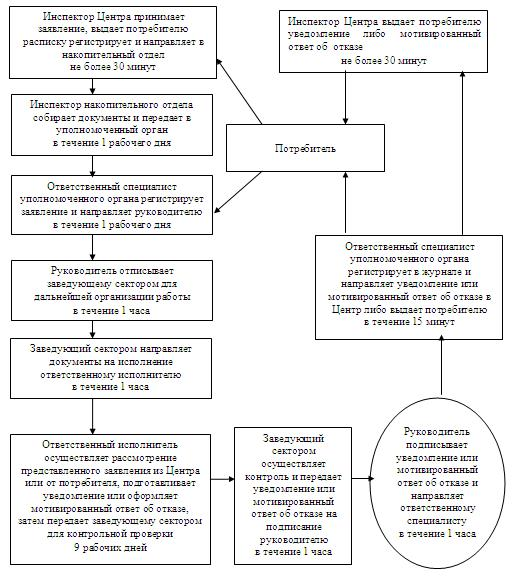 Инспектор Центра принимает
заявление, выдает потребителю
расписку регистрирует и направляет в
накопительный отдел
не более 30 минут
Инспектор накопительного отдела
собирает документы и передает в
уполномоченный орган
в течение 1 рабочего дня
Ответственный специалист
уполномоченного органа регистрирует
заявление и направляет руководителю
в течение 1 рабочего дня
Руководитель отписывает
заведующему сектором для
дальнейшей организации работы
в течение 1 часа
Заведующий сектором направляет
документы на исполнение
ответственному исполнителю
в течение 1 часа
Ответственный исполнитель
осуществляет рассмотрение
представленного заявления из Центра
или от потребителя, подготавливает
уведомление или оформляет
мотивированный ответ об отказе,
затем передает заведующему сектором
для контрольной проверки
9 рабочих дней
Заведующий
сектором
осуществляет
контроль и передает
уведомление или
мотивированный
ответ об отказе на
подписание
руководителю
в течение 1 часа
Руководитель
подписывает
уведомление или
мотивированный
ответ об отказе и
направляет
ответственному
специалисту
в течение 1 часа
Ответственный специалист
уполномоченного органа
регистрирует в журнале и
направляет уведомление или
мотивированный ответ об отказе в
Центр либо выдает потребителю
в течение 15 минут
Потребитель
Инспектор Центра выдает потребителю
уведомление либо мотивированный
ответ об отказе
не более 30 минут